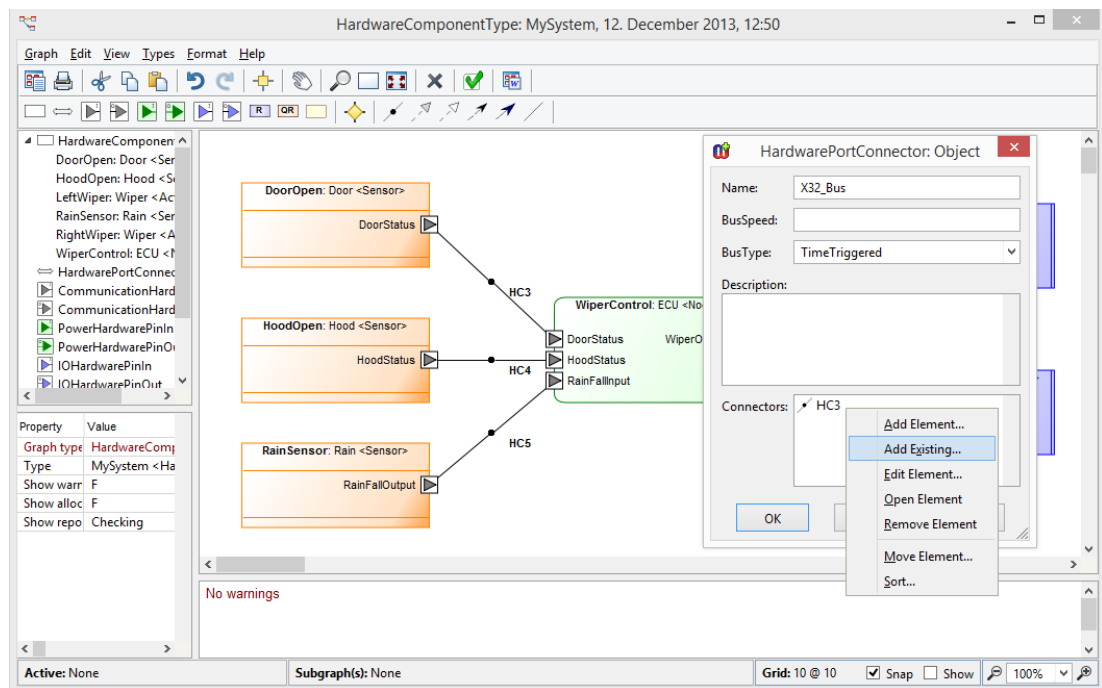 HardwareComponentType: MySystem, 12. December 2013, 12:50
Graph Edit View Types Format Help
R QR
HardwareComponen
DoorOpen: Door <Ser
HoodOpen: Hood <Se
LeftWiper: Wiper <Ac
RainSensor: Rain <Ser
RightWiper: Wiper <A
WiperControl: ECU <N
HardwarePortConnec
CommunicationHard
CommunicationHard
PowerHardwarePinIn
PowerHardwarePinO
IOHardwarePinIn
IOHardwarePinOut
Property Value
Graph type HardwareComp
Type MySystem <Ha
Show warr F
Show alloc F
Show repo Checking
DoorOpen: Door <Sensor>
DoorStatus
HC3
HoodOpen: Hood <Sensor>
HoodStatus
HC4
RainSensor: Rain <Sensor>
RainFallOutput
HC5
WiperControl: ECU <No
DoorStatus WiperO
HoodStatus
RainFallInput
HardwarePortConnector: Object
Name: X32_Bus
BusSpeed:
BusType: TimeTriggered
Description:
Connectors: HC3
OK
Add Element...
Add Existing...
Edit Element...
Open Element
Remove Element
Move Element...
Sort...
No warnings
Active: None Subgraph(s): None Grid: 10 @ 10 Snap Show 100%